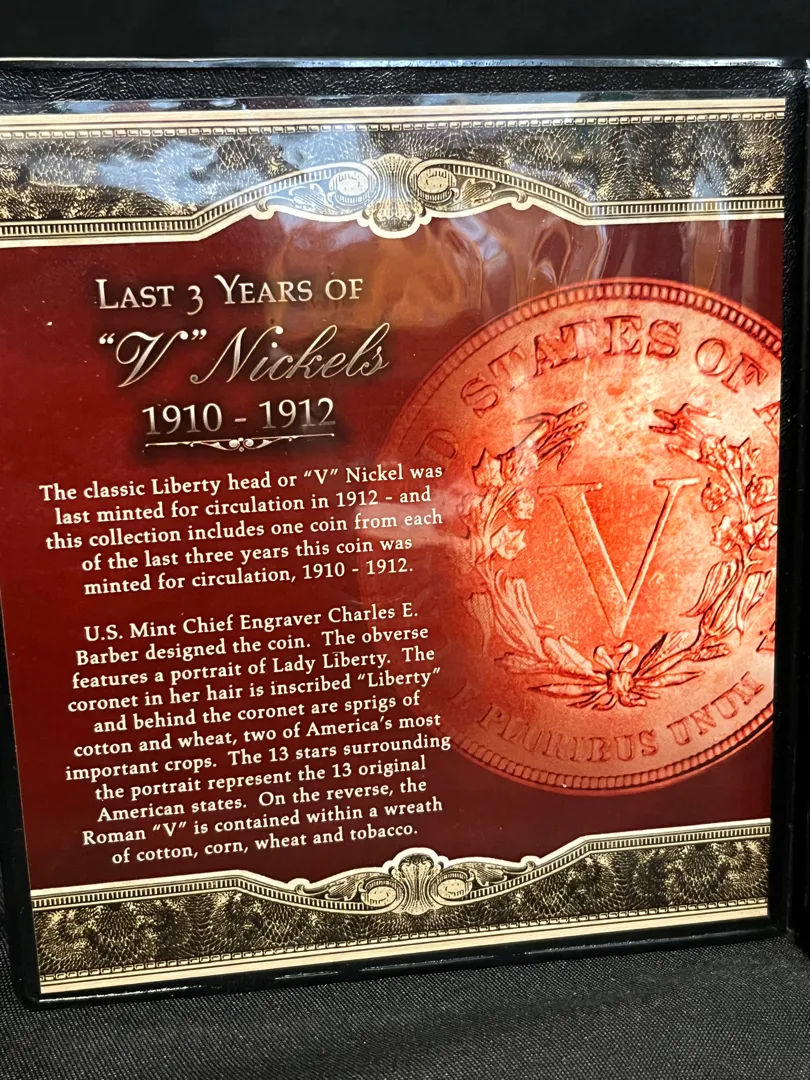 LAST 3 YEARS OF
"V" Nickels
1910 - 1912
The classic Liberty head or "V" Nickel was
last minted for circulation in 1912 - and
this collection includes one coin from each
of the last three years this coin was
minted for circulation, 1910 - 1912.
U.S. Mint Chief Engraver Charles E.
Barber designed the coin. The obverse
features a portrait of Lady Liberty. The
coronet in her hair is inscribed "Liberty"
and behind the coronet are sprigs of
cotton and wheat, two of America's most
important crops. The 13 stars surrounding
the portrait represent the 13 original
American states. On the reverse, the
Roman "V" is contained within a wreath
of cotton, corn, wheat and tobacco.
D STATES OF A
V
E PLURIBUS UNUM